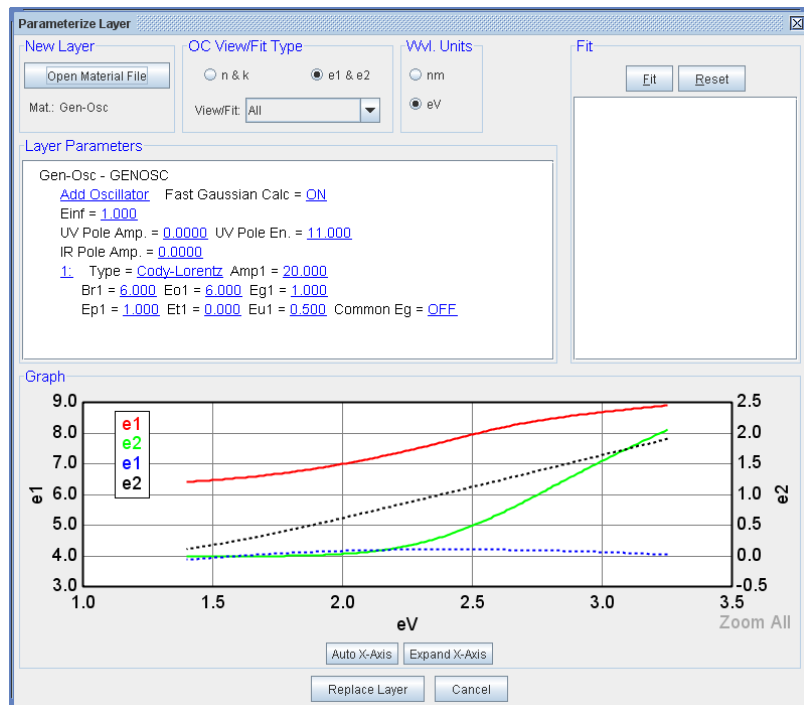 Parameterize Layer
New Layer
Open Material File
Mat.: Gen-Osc
OC View/Fit Type
n & k
e1 & e2
View/Fit: All
Wvl. Units
nm
eV
Fit
Fit Reset
Layer Parameters
Gen-Osc - GENOSC
Add Oscillator Fast Gaussian Calc = ON
Einf = 1.000
UV Pole Amp. = 0.0000 UV Pole En. = 11.000
IR Pole Amp. = 0.0000
1: Type = Cody-Lorentz Amp1 = 20.000
Br1 = 6.000 Eo1 = 6.000 Eg1 = 1.000
Ep1 = 1.000 Et1 = 0.000 Eu1 = 0.500 Common Eg = OFF
Graph
9.0
8.0
7.0
6.0
5.0
4.0
3.0
e1
e1
e2
e1
e2
2.5
2.0
1.5
1.0
0.5
0.0
-0.5
e2
1.0 1.5 2.0 2.5 3.0 3.5
eV
Zoom All
Auto X-Axis Expand X-Axis
Replace Layer Cancel